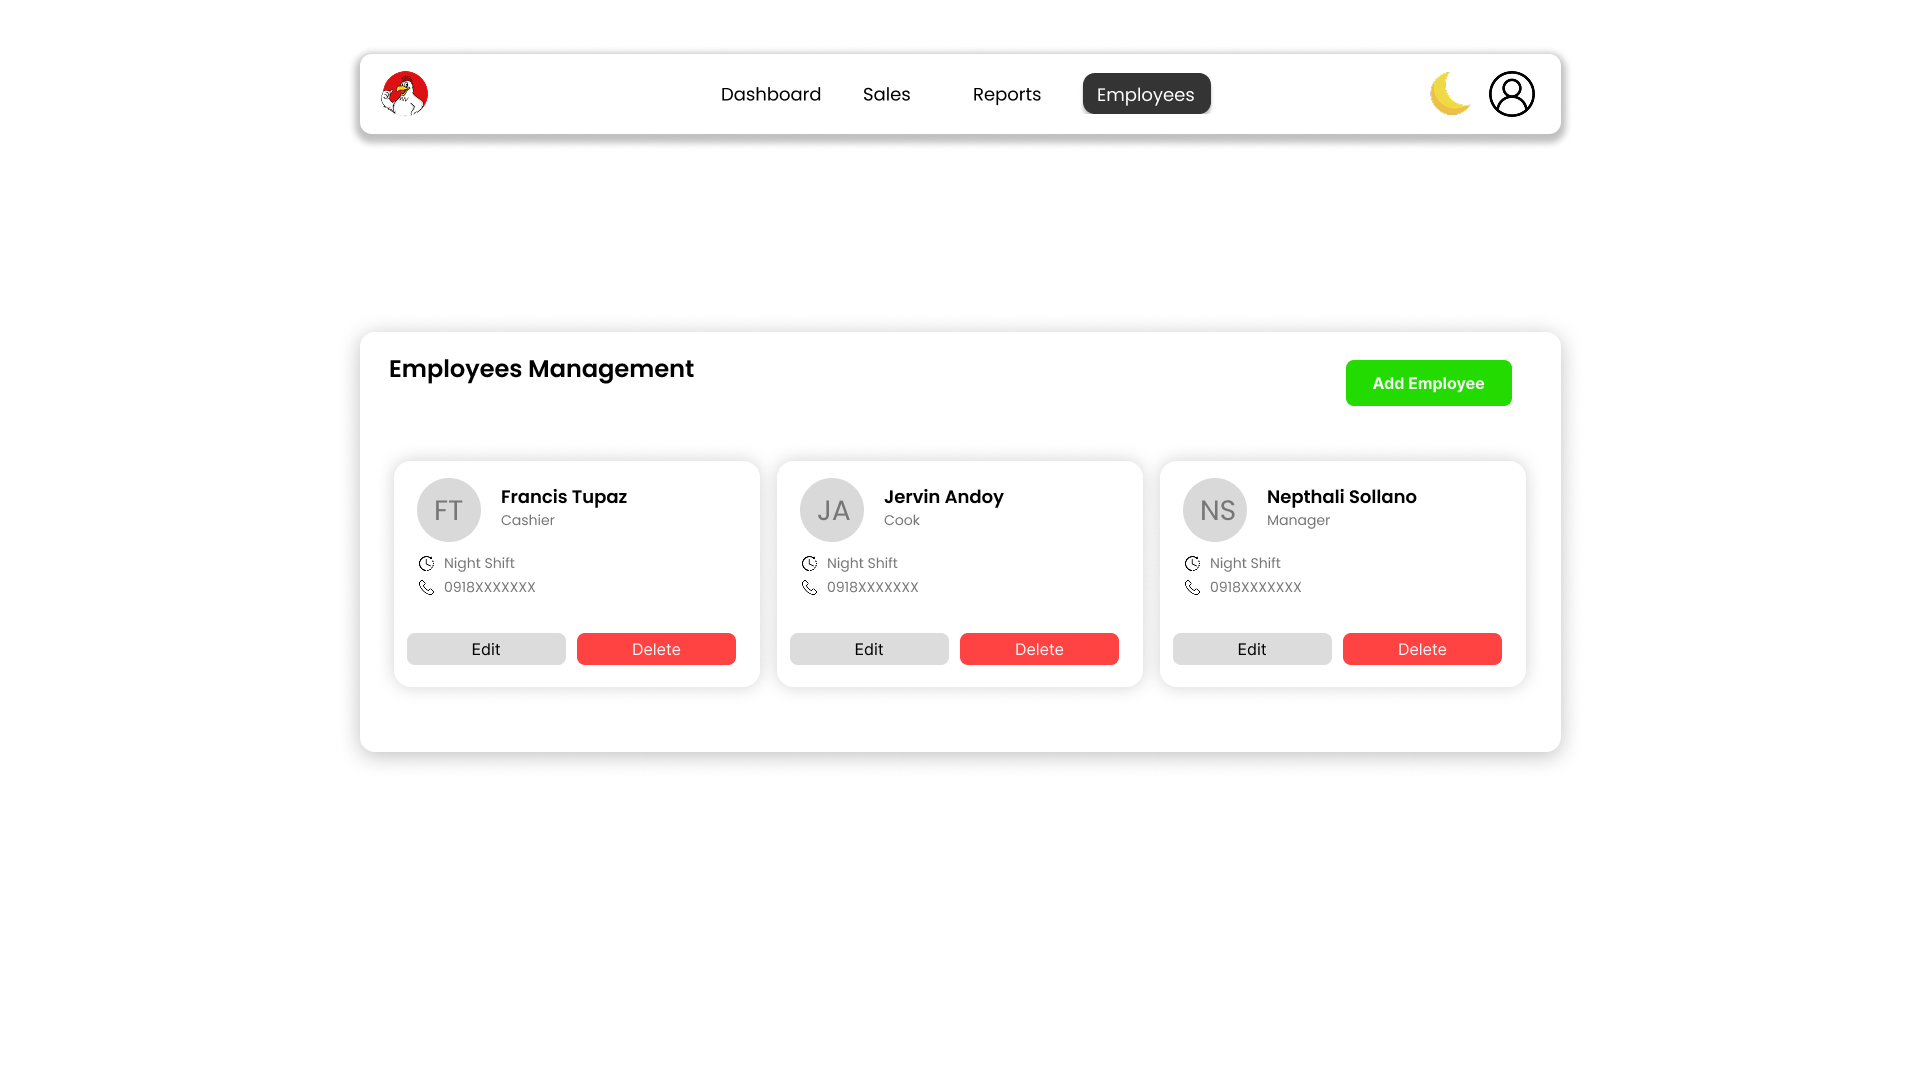 Dashboard Sales Reports Employees
Employees Management
Add Employee
FT
Francis Tupaz
Cashier
Night Shift
0918XXXXXXX
Edit Delete
JA
Jervin Andoy
Cook
Night Shift
0918XXXXXXX
Edit Delete
NS
Nepthali Sollano
Manager
Night Shift
0918XXXXXXX
Edit Delete